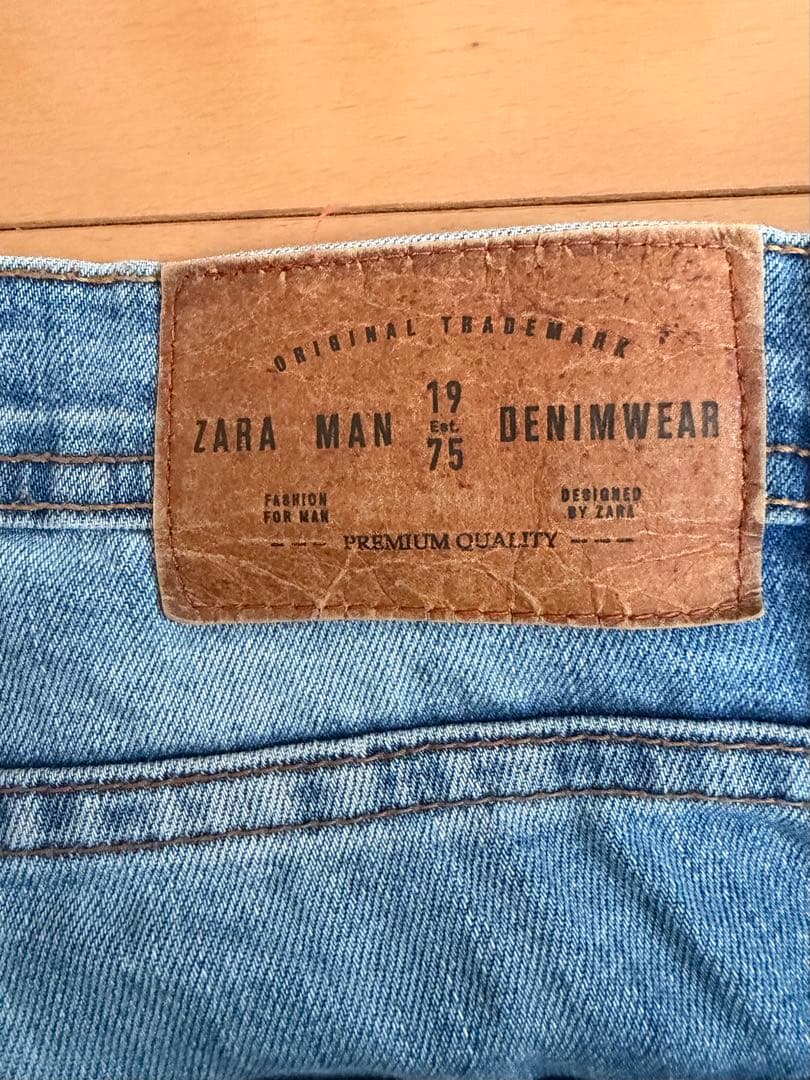 ORIGINAL TRADEMARK
ZARA MAN 19 Est. 75 DENIMWEAR
FASHION FOR MAN
DESIGNED BY ZARA
--- PREMIUM QUALITY ---